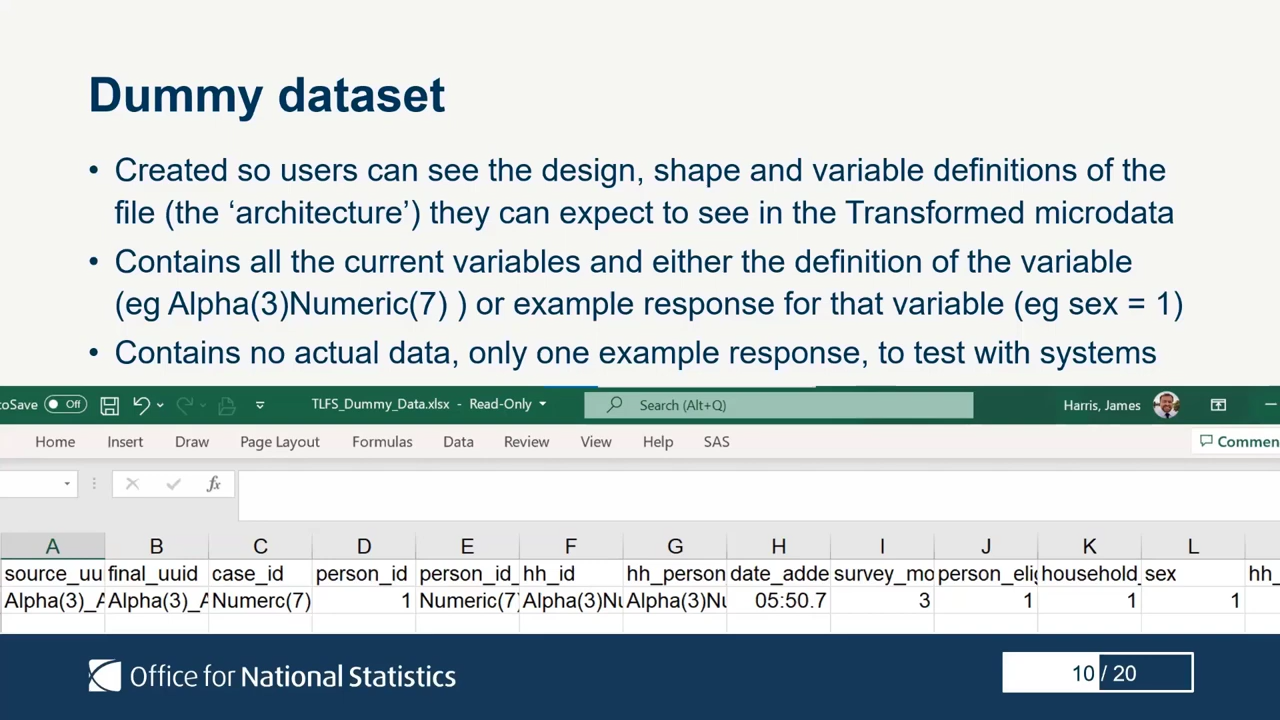 Dummy dataset
• Created so users can see the design, shape and variable definitions of the
file (the ‘architecture’) they can expect to see in the Transformed microdata
• Contains all the current variables and either the definition of the variable
(eg Alpha(3)Numeric(7) ) or example response for that variable (eg sex = 1)
• Contains no actual data, only one example response, to test with systems
oSave Off TLFS_Dummy_Data.xlsx - Read-Only Search (Alt+Q) Harris, James
Home Insert Draw Page Layout Formulas Data Review View Help SAS Commen
fx
A B C D E F G H I J K L
source_uu final_uuid case_id person_id person_id_ hh_id hh_person date_adde survey_mo person_elig household_ sex hh_
Alpha(3)_A Alpha(3)_A Numerc(7) 1 Numeric(7) Alpha(3)Nu Alpha(3)Nu 05:50.7 3 1 1 1
Office for National Statistics
10 / 20